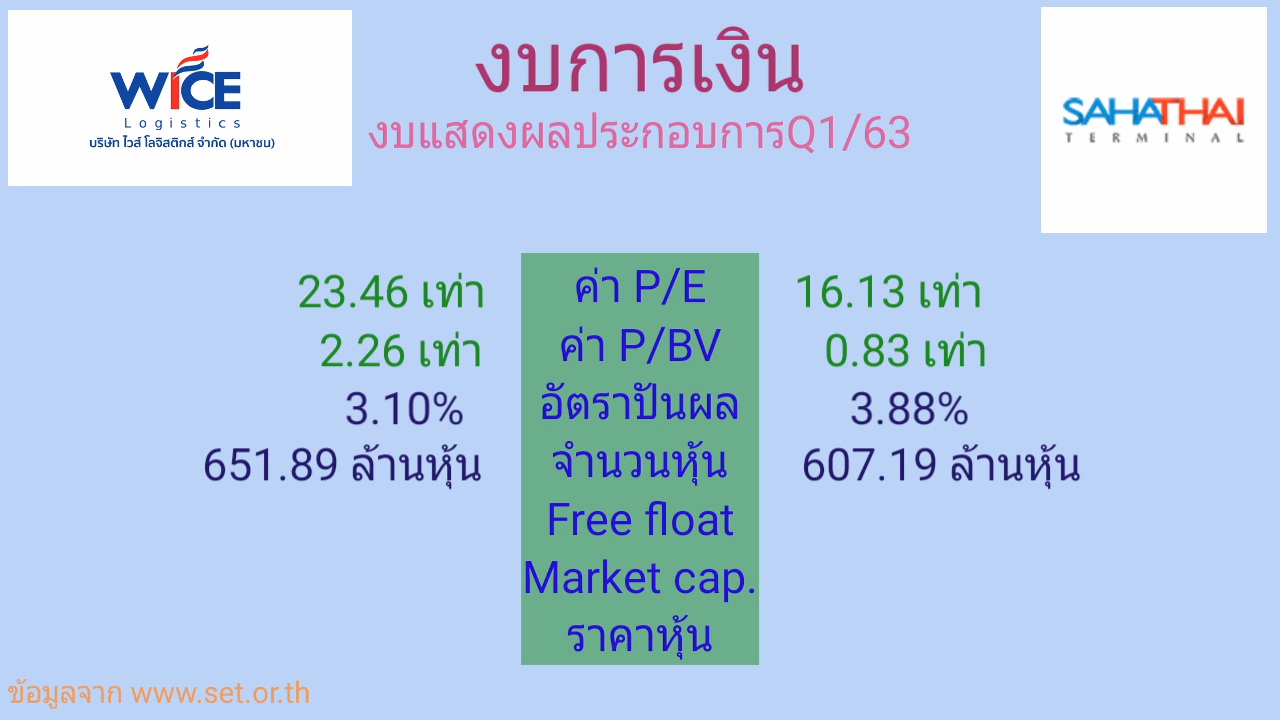 WICE
Logistics
บริษัท ไวส์ โลจิสติกส์ จำกัด (มหาชน)
งบการเงิน
งบแสดงผลประกอบการQ1/63
SAHATHAI
TERMINAL
23.46 เท่า ค่า P/E 16.13 เท่า
2.26 เท่า ค่า P/BV 0.83 เท่า
3.10% อัตราปันผล 3.88%
651.89 ล้านหุ้น จำนวนหุ้น 607.19 ล้านหุ้น
Free float
Market cap.
ราคาหุ้น
ข้อมูลจาก www.set.or.th